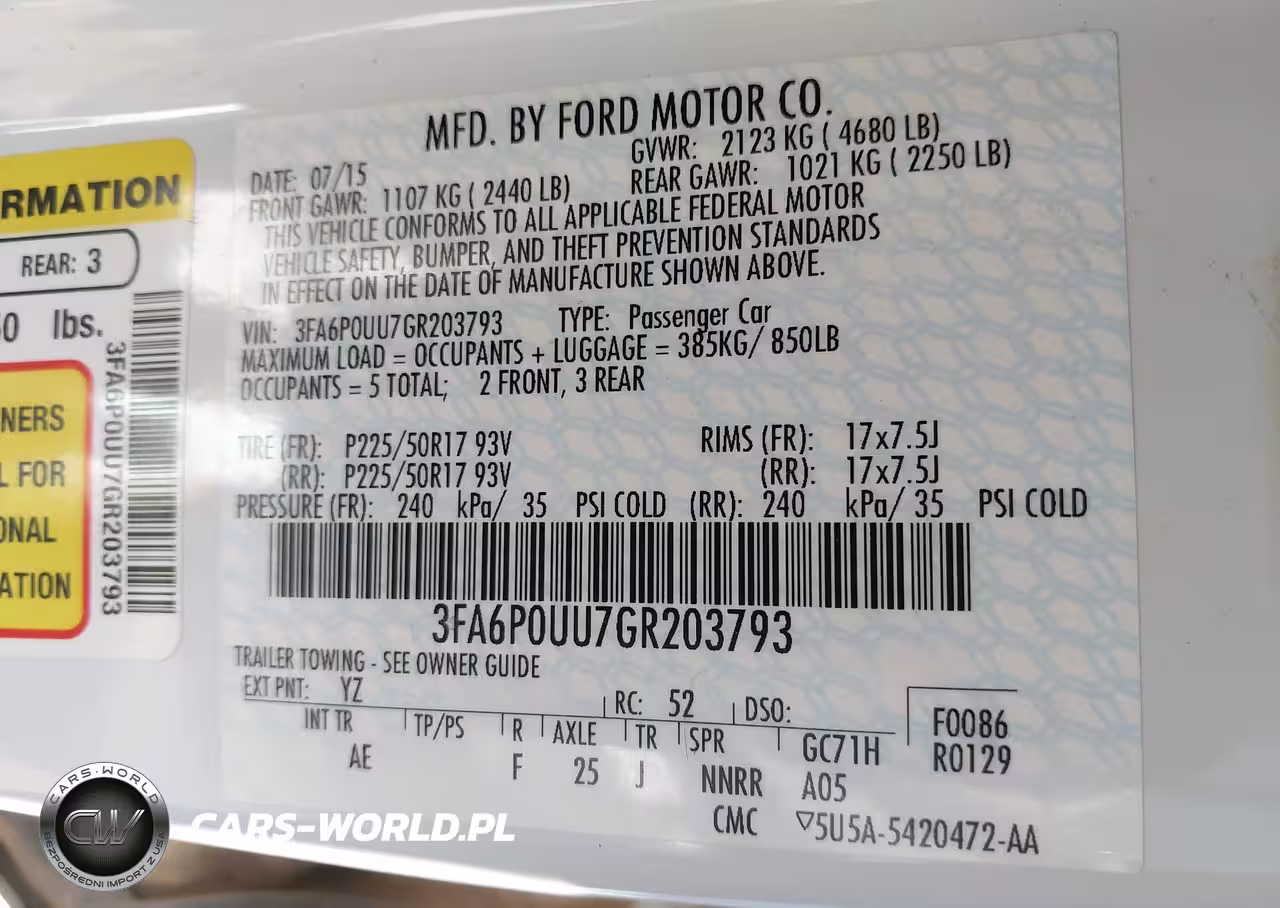 MFD. BY FORD MOTOR CO.
DATE: 07/15 GVWR: 2123 KG ( 4680 LB)
FRONT GAWR: 1107 KG ( 2440 LB) REAR GAWR: 1021 KG ( 2250 LB)
THIS VEHICLE CONFORMS TO ALL APPLICABLE FEDERAL MOTOR
VEHICLE SAFETY, BUMPER, AND THEFT PREVENTION STANDARDS
IN EFFECT ON THE DATE OF MANUFACTURE SHOWN ABOVE.
VIN: 3FA6P0UU7GR203793 TYPE: Passenger Car
MAXIMUM LOAD = OCCUPANTS + LUGGAGE = 385KG/ 850LB
OCCUPANTS = 5 TOTAL; 2 FRONT, 3 REAR
TIRE (FR): P225/50R17 93V RIMS (FR): 17x7.5J
(RR): P225/50R17 93V (RR): 17x7.5J
PRESSURE (FR): 240 kPa/ 35 PSI COLD (RR): 240 kPa/ 35 PSI COLD
3FA6P0UU7GR203793
TRAILER TOWING - SEE OWNER GUIDE
EXT PNT: YZ RC: 52 DSO: F0086
INT TR TP/PS R AXLE TR SPR GC71H R0129
AE F 25 J NNRR A05
CMC ▽5U5A-5420472-AA
RMATION
REAR: 3
0 lbs.
3FA6P0UU7GR203793
NERS
L FOR
ONAL
ATION
CARS-WORLD
CW
BEZPOŚREDNI IMPORT Z USA
CARS-WORLD.PL